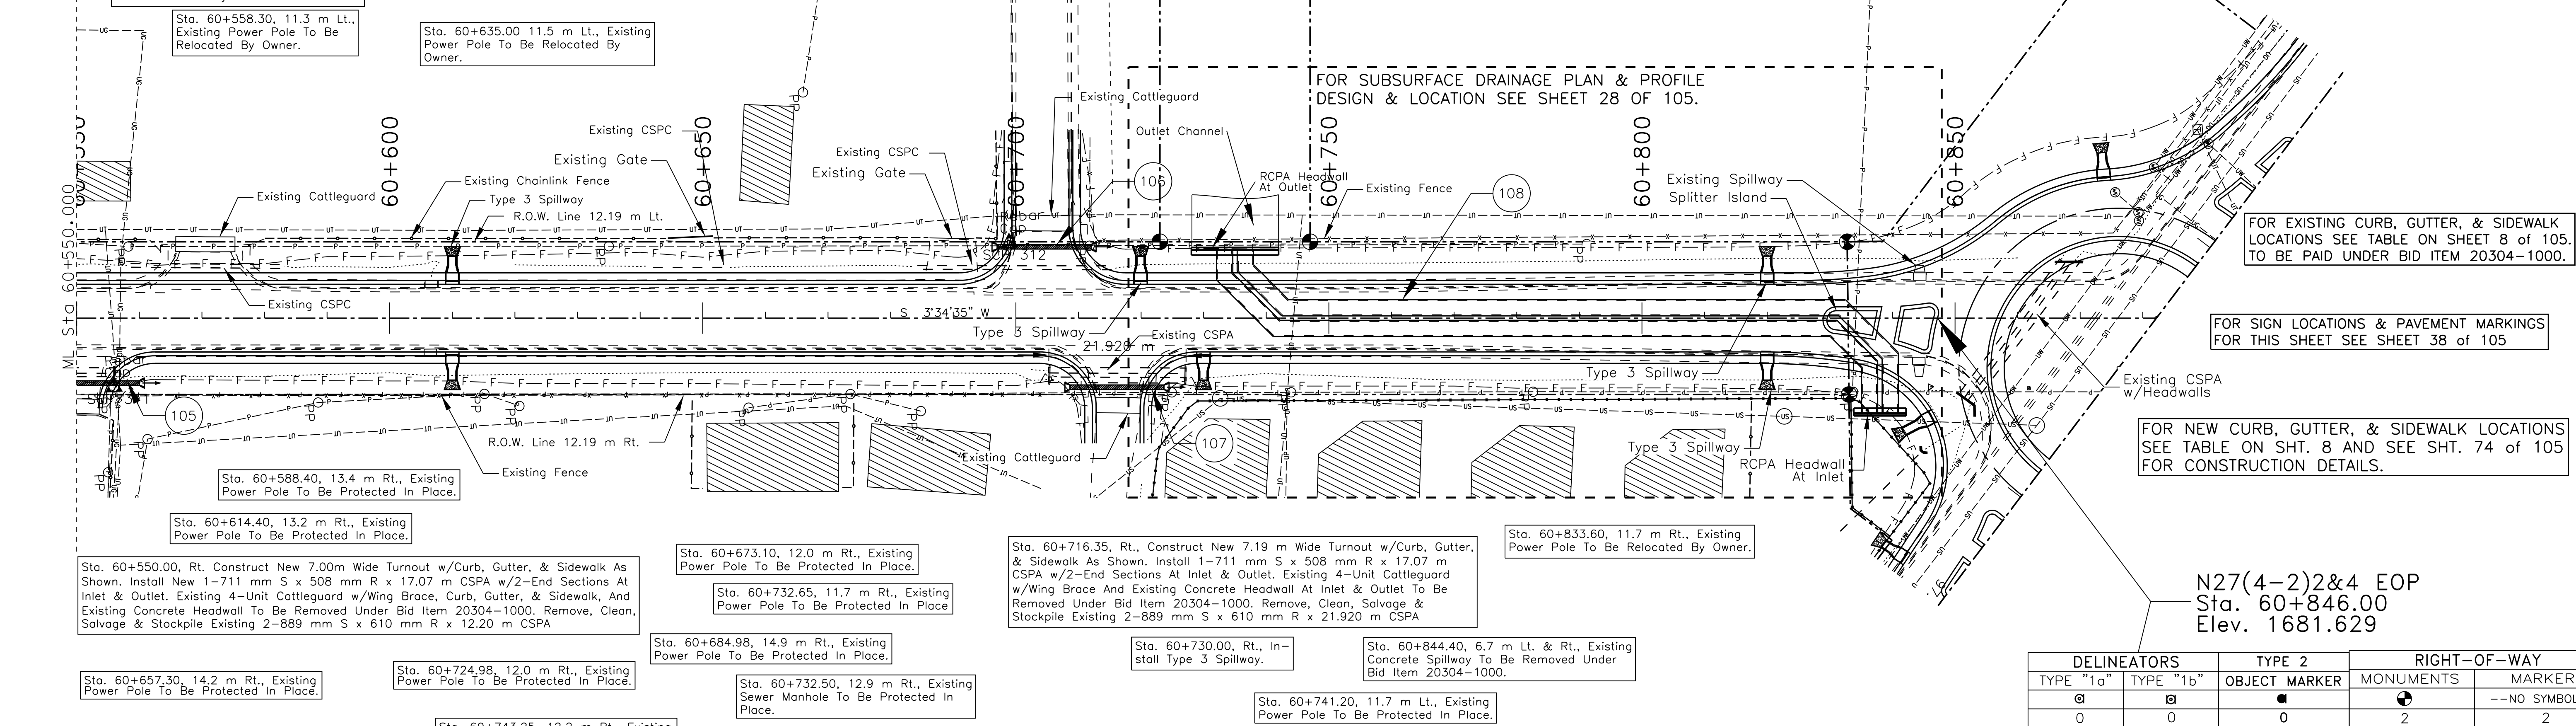 Sta. 60+558.30, 11.3 m Lt.,
Existing Power Pole To Be
Relocated By Owner.
Sta. 60+635.00 11.5 m Lt., Existing
Power Pole To Be Relocated By
Owner.
FOR SUBSURFACE DRAINAGE PLAN & PROFILE
DESIGN & LOCATION SEE SHEET 28 OF 105.
60+600
60+650
60+700
60+750
60+800
60+850
Existing Cattleguard
Outlet Channel
Existing CSPC
Existing Gate
Existing CSPC
Existing Gate
Existing Chainlink Fence
Existing Cattleguard
Type 3 Spillway
R.O.W. Line 12.19 m Lt.
106
RCPA Headwall
At Outlet
Existing Fence
108
Existing Spillway
Splitter Island
FOR EXISTING CURB, GUTTER, & SIDEWALK
LOCATIONS SEE TABLE ON SHEET 8 of 105.
TO BE PAID UNDER BID ITEM 20304-1000.
ML Sta 60+550.000
Existing CSPC
S 3°34'35" W
Type 3 Spillway
Existing CSPA
21.920 m
Type 3 Spillway
FOR SIGN LOCATIONS & PAVEMENT MARKINGS
FOR THIS SHEET SEE SHEET 38 of 105
Existing CSPA
w/Headwalls
105
R.O.W. Line 12.19 m Rt.
Existing Fence
Existing Cattleguard
107
Type 3 Spillway
RCPA Headwall
At Inlet
FOR NEW CURB, GUTTER, & SIDEWALK LOCATIONS
SEE TABLE ON SHT. 8 AND SEE SHT. 74 of 105
FOR CONSTRUCTION DETAILS.
Sta. 60+588.40, 13.4 m Rt., Existing
Power Pole To Be Protected In Place.
Sta. 60+614.40, 13.2 m Rt., Existing
Power Pole To Be Protected In Place.
Sta. 60+550.00, Rt. Construct New 7.00m Wide Turnout w/Curb, Gutter, & Sidewalk As
Shown. Install New 1-711 mm S x 508 mm R x 17.07 m CSPA w/2-End Sections At
Inlet & Outlet. Existing 4-Unit Cattleguard w/Wing Brace, Curb, Gutter, & Sidewalk, And
Existing Concrete Headwall To Be Removed Under Bid Item 20304-1000. Remove, Clean,
Salvage & Stockpile Existing 2-889 mm S x 610 mm R x 12.20 m CSPA
Sta. 60+673.10, 12.0 m Rt., Existing
Power Pole To Be Protected In Place.
Sta. 60+732.65, 11.7 m Rt., Existing
Power Pole To Be Protected In Place
Sta. 60+716.35, Rt., Construct New 7.19 m Wide Turnout w/Curb, Gutter,
& Sidewalk As Shown. Install 1-711 mm S x 508 mm R x 17.07 m
CSPA w/2-End Sections At Inlet & Outlet. Existing 4-Unit Cattleguard
w/Wing Brace And Existing Concrete Headwall At Inlet & Outlet To Be
Removed Under Bid Item 20304-1000. Remove, Clean, Salvage &
Stockpile Existing 2-889 mm S x 610 mm R x 21.920 m CSPA
Sta. 60+833.60, 11.7 m Rt., Existing
Power Pole To Be Relocated By Owner.
N27(4-2)2&4 EOP
Sta. 60+846.00
Elev. 1681.629
Sta. 60+684.98, 14.9 m Rt., Existing
Power Pole To Be Protected In Place.
Sta. 60+730.00, Rt., In-
stall Type 3 Spillway.
Sta. 60+844.40, 6.7 m Lt. & Rt., Existing
Concrete Spillway To Be Removed Under
Bid Item 20304-1000.
Sta. 60+657.30, 14.2 m Rt., Existing
Power Pole To Be Protected In Place.
Sta. 60+724.98, 12.0 m Rt., Existing
Power Pole To Be Protected In Place.
Sta. 60+732.50, 12.9 m Rt., Existing
Sewer Manhole To Be Protected In
Place.
Sta. 60+741.20, 11.7 m Lt., Existing
Power Pole To Be Protected In Place.
DELINEATORS TYPE 2 RIGHT-OF-WAY
TYPE "1a" TYPE "1b" OBJECT MARKER MONUMENTS MARKER
--NO SYMBOL
0 0 0 2 2